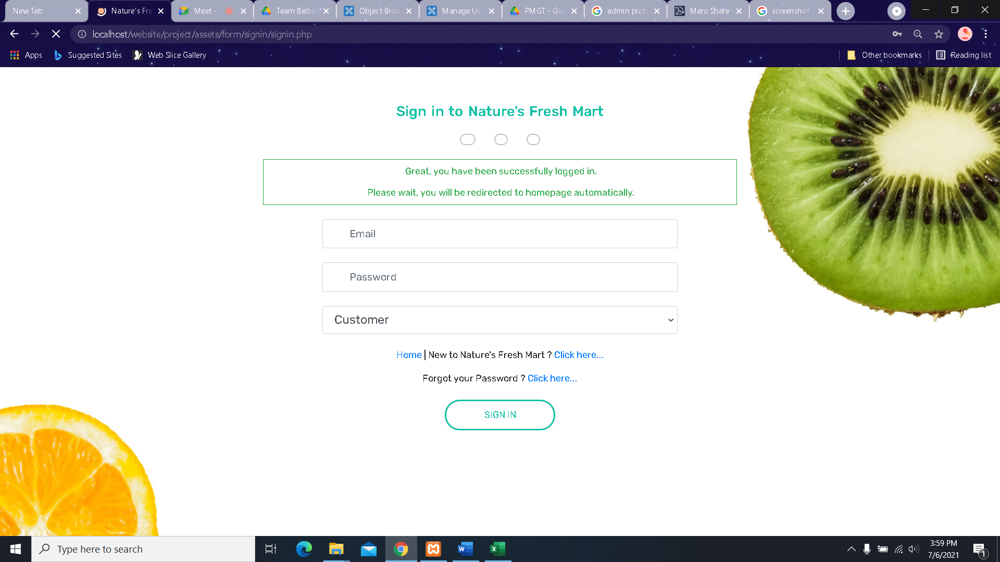 New Tab
Nature's Fre
Meet -
Team Belbi
Object Brow
Manage Us
PMGT - Goo
admin pictu
Mero Share
screenshot
localhost/website/project/assets/form/signin/signin.php
Apps
Suggested Sites
Web Slice Gallery
Other bookmarks
Reading list
Sign in to Nature's Fresh Mart
Great, you have been successfully logged in.
Please wait, you will be redirected to homepage automatically.
Email
Password
Customer
Home | New to Nature's Fresh Mart ? Click here...
Forgot your Password ? Click here...
SIGN IN
Type here to search
3:59 PM
7/6/2021
1